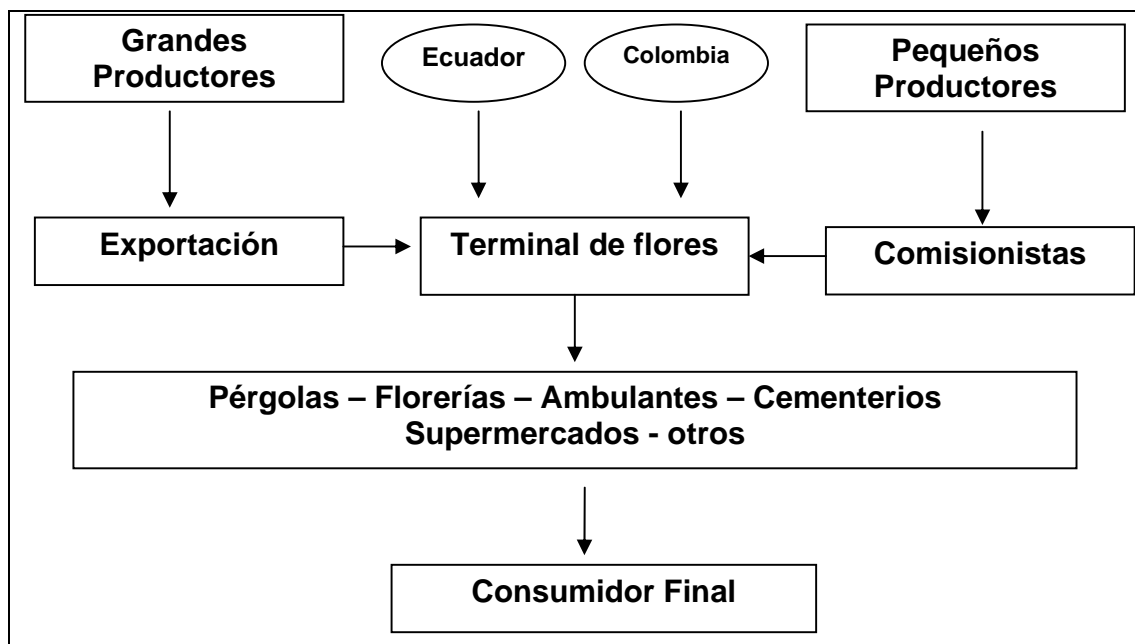 Grandes
Productores
Ecuador
Colombia
Pequeños
Productores
Exportación
Terminal de flores
Comisionistas
Pérgolas – Florerías – Ambulantes – Cementerios
Supermercados - otros
Consumidor Final